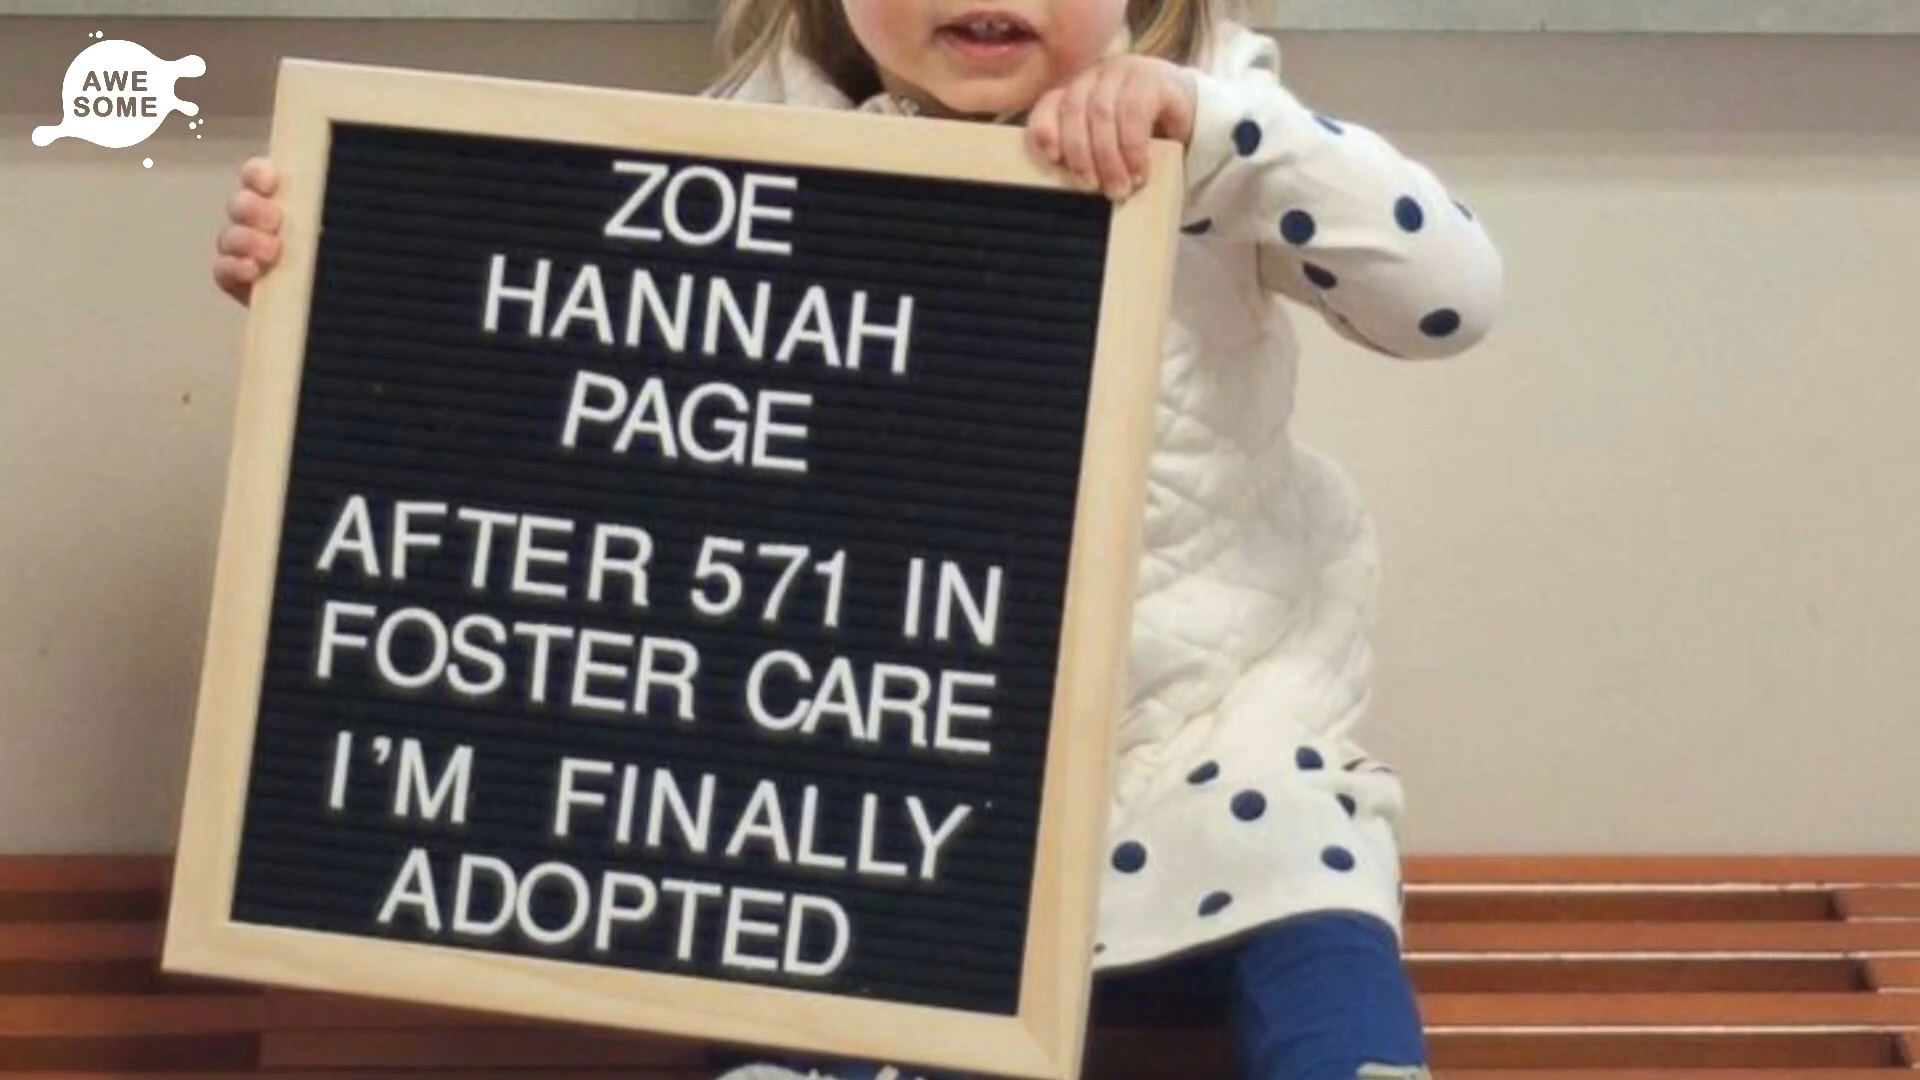 AWE
SOME
ZOE
HANNAH
PAGE
AFTER 571 IN
FOSTER CARE
I'M FINALLY
ADOPTED